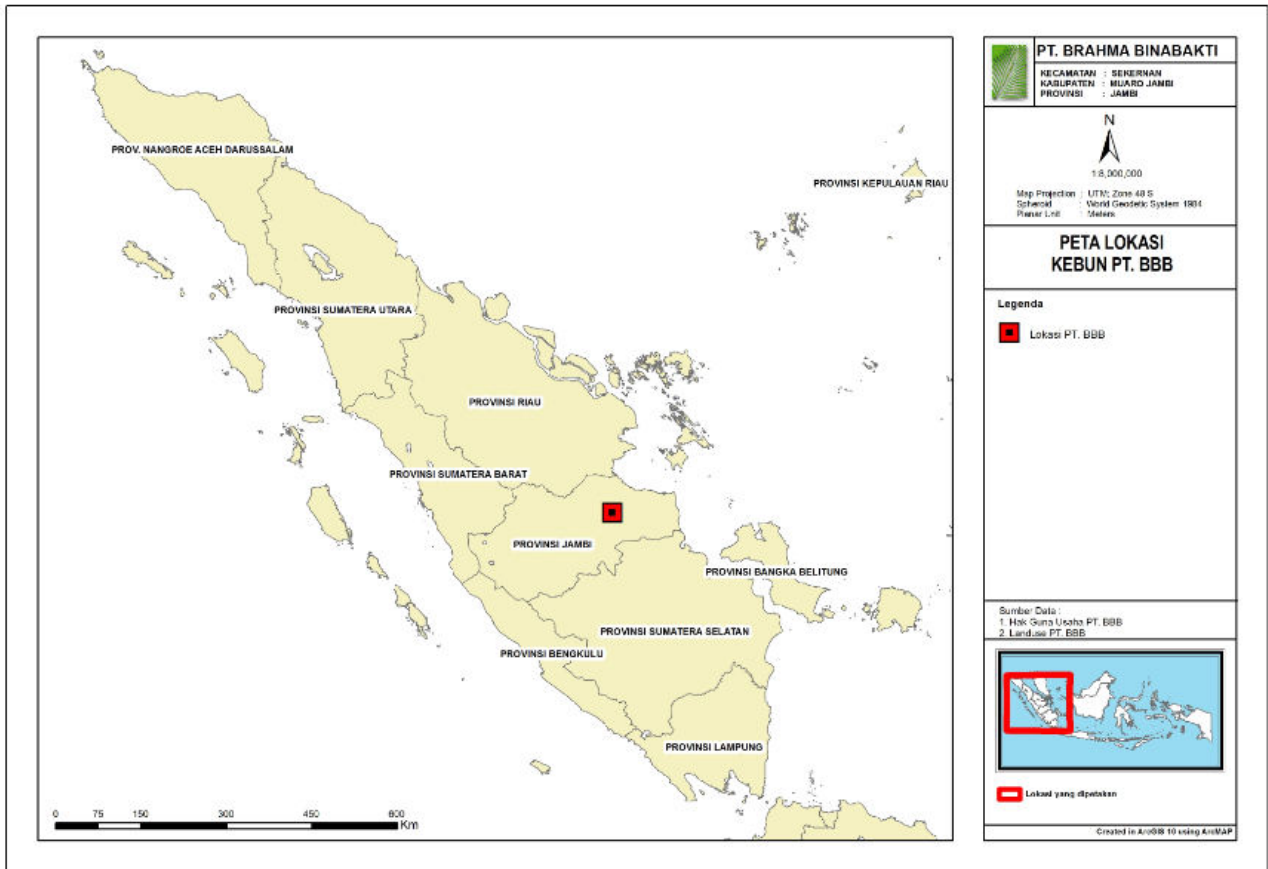 PROV. NANGROE ACEH DARUSSALAM
PROVINSI KEPULAUAN RIAU
PROVINSI SUMATERA UTARA
PROVINSI RIAU
PROVINSI SUMATERA BARAT
PROVINSI JAMBI
PROVINSI BANGKA BELITUNG
PROVINSI SUMATERA SELATAN
PROVINSI BENGKULU
PROVINSI LAMPUNG
0 75 150 300 450 600
Km
PT. BRAHMA BINABAKTI
KECAMATAN : SEKERNAN
KABUPATEN : MUARO JAMBI
PROVINSI : JAMBI
N
1:8,000,000
Map Projection : UTM; Zone 48 S
Spheroid : World Geodetic System 1984
Planar Unit : Meters
PETA LOKASI
KEBUN PT. BBB
Legenda
Lokasi PT. BBB
Sumber Data :
1. Hak Guna Usaha PT. BBB
2. Landuse PT. BBB
Lokasi yang dipetakan
Created in ArcGIS 10 using ArcMAP